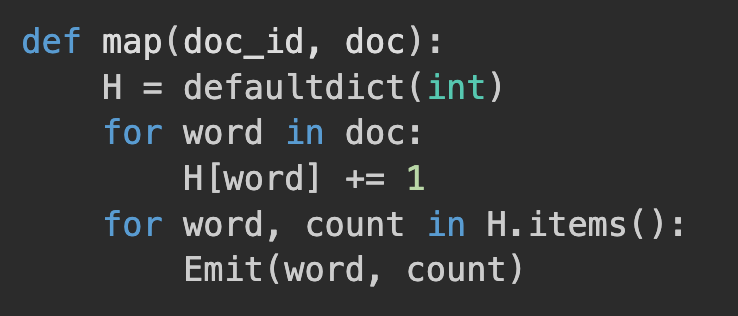 def map(doc_id, doc):
    H = defaultdict(int)
    for word in doc:
        H[word] += 1
    for word, count in H.items():
        Emit(word, count)